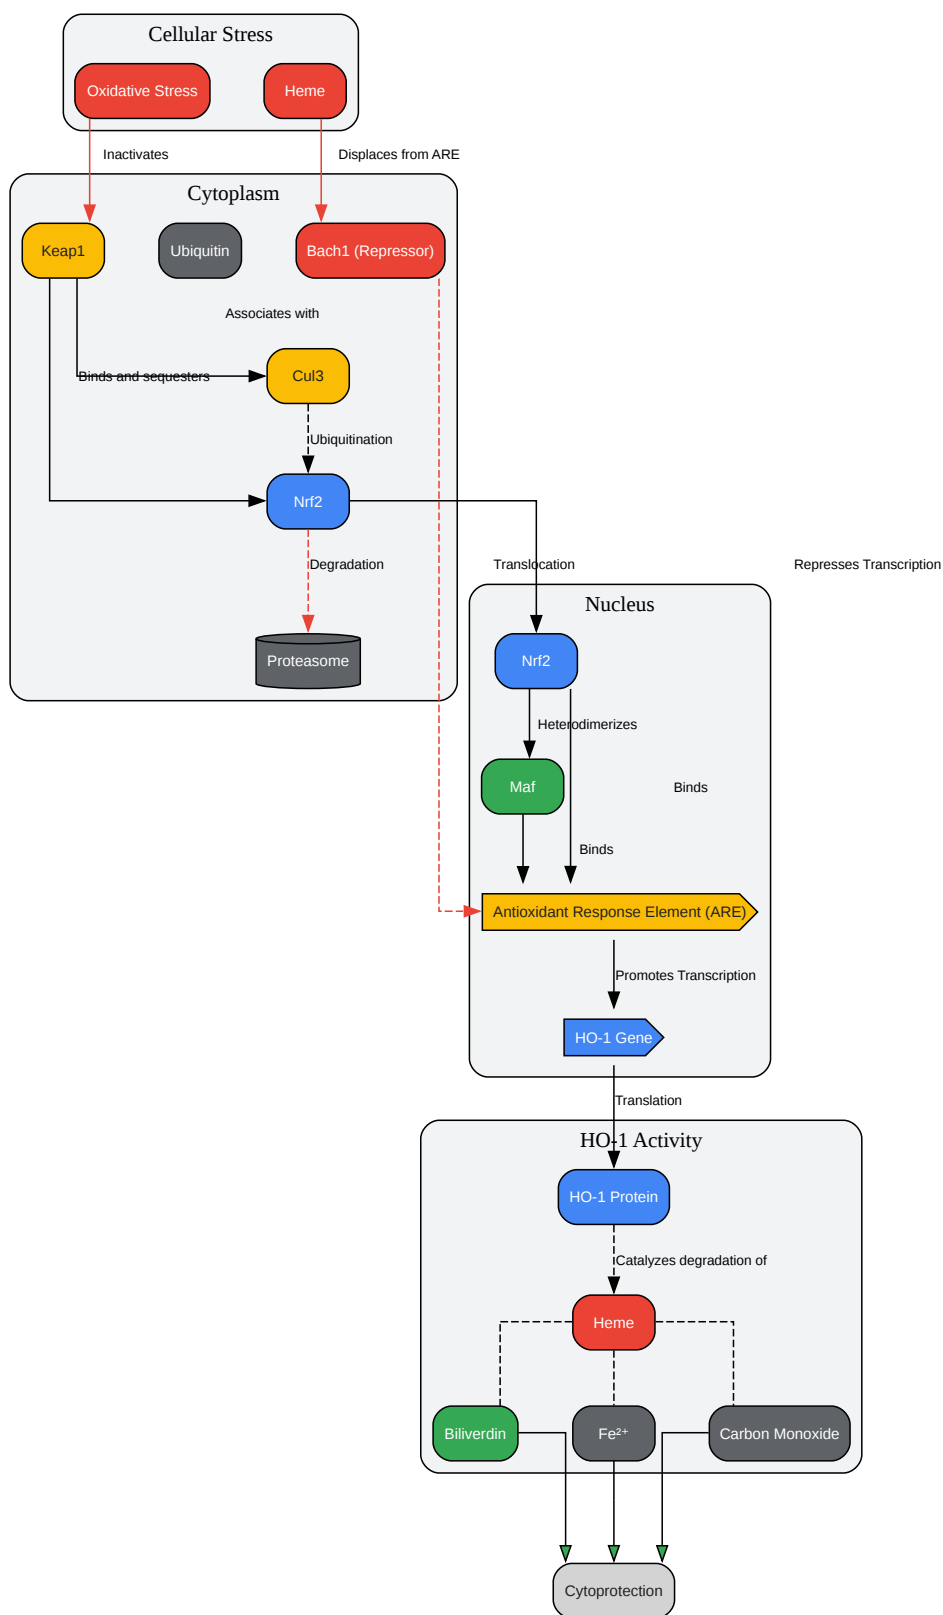 Cellular Stress
Oxidative Stress
Heme
Inactivates
Displaces from ARE
Cytoplasm
Keap1
Ubiquitin
Bach1 (Repressor)
Associates with
Cul3
Binds and sequesters
Ubiquitination
Nrf2
Degradation
Translocation
Represses Transcription
Nucleus
Proteasome
Nrf2
Heterodimerizes
Maf
Binds
Binds
Antioxidant Response Element (ARE)
Promotes Transcription
HO-1 Gene
Translation
HO-1 Activity
HO-1 Protein
Catalyzes degradation of
Heme
Biliverdin
Fe²⁺
Carbon Monoxide
Cytoprotection